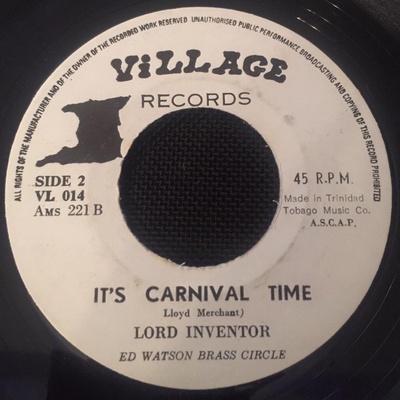 ALL RIGHTS OF THE MANUFACTURER AND OF THE OWNER OF THE RECORDED WORK RESERVED UNAUTHORISED PUBLIC PERFORMANCE BROADCASTING AND COPYING OF THIS RECORD PROHIBITED
ViLLAGE
RECORDS
SIDE 2
VL 014
AMS 221 B
45 R.P.M.
Made in Trinidad
Tobago Music Co.
A.S.C.A.P.
IT'S CARNIVAL TIME
Lloyd Merchant)
LORD INVENTOR
ED WATSON BRASS CIRCLE